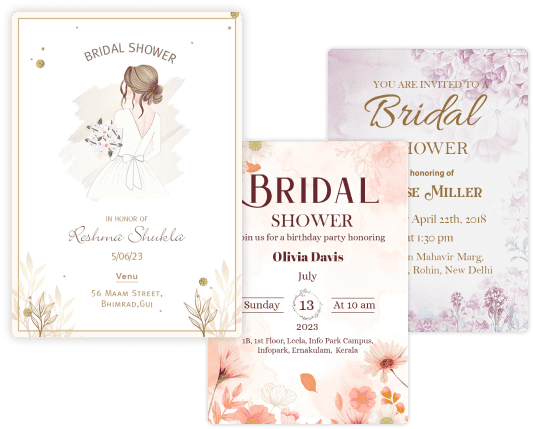 BRIDAL SHOWER
IN HONOR OF
Reshma Shukla
5/06/23
Venu
56 Maam Street,
Bhimrad,Guj
BRIDAL
SHOWER
us for a birthday party honoring
Olivia Davis
July
Sunday 13 At 10 am
2023
1st Floor, Leela, Info Park Campus,
Infopark, Ernakulam, Kerala
YOU ARE INVITED TO A
Bridal
HOWER
honoring of
SE MILLER
April 22th, 2018
at 1:30 pm
n Mahavir Marg,
, Rohin, New Delhi